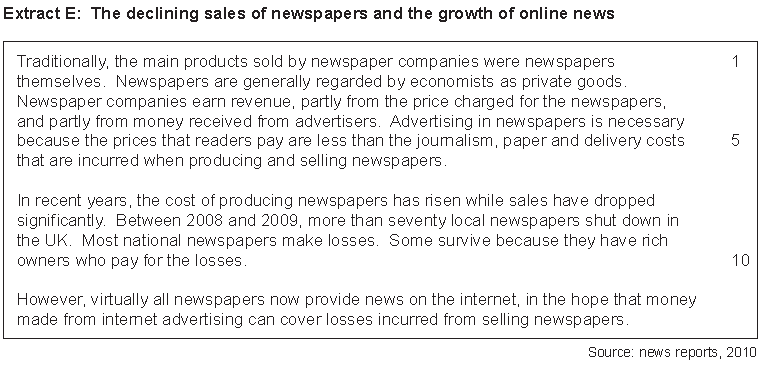 Extract E:  The declining sales of newspapers and the growth of online news
Traditionally, the main products sold by newspaper companies were newspapers 1
themselves.  Newspapers are generally regarded by economists as private goods.
Newspaper companies earn revenue, partly from the price charged for the newspapers,
and partly from money received from advertisers.  Advertising in newspapers is necessary
because the prices that readers pay are less than the journalism, paper and delivery costs 5
that are incurred when producing and selling newspapers.
In recent years, the cost of producing newspapers has risen while sales have dropped
significantly.  Between 2008 and 2009, more than seventy local newspapers shut down in
the UK.  Most national newspapers make losses.  Some survive because they have rich
owners who pay for the losses. 10
However, virtually all newspapers now provide news on the internet, in the hope that money
made from internet advertising can cover losses incurred from selling newspapers.
Source: news reports, 2010